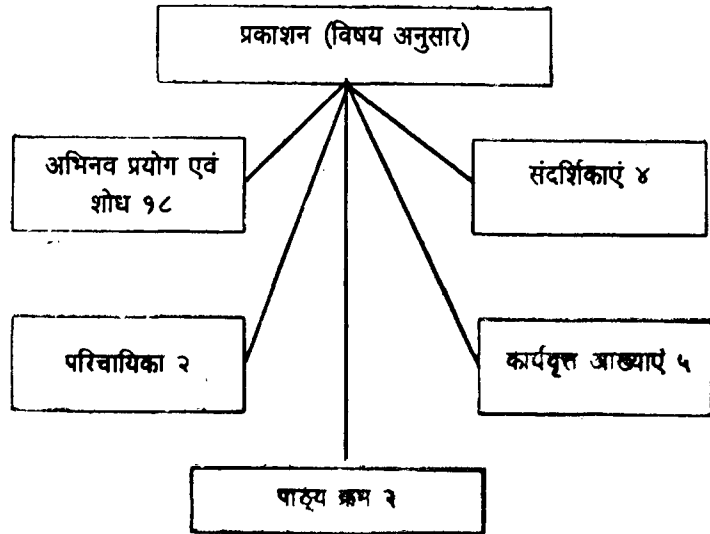 प्रकाशन (विषय अनुसार)
अभिनव प्रयोग एवं
शोध १८
संदर्शिकाएं ४
परिचायिका २
कार्यवृत्त आख्याएं ५
पाठ्य क्रम २